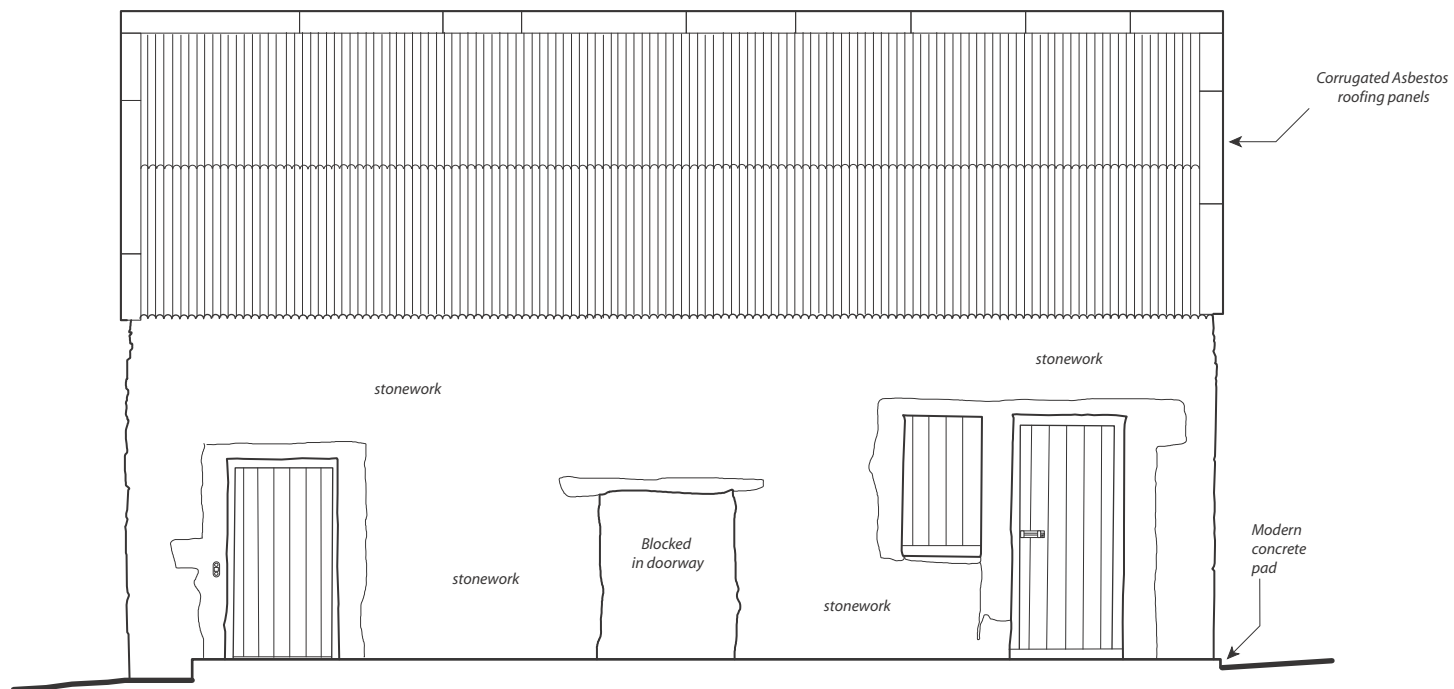 Corrugated Asbestos
roofing panels
stonework
stonework
Blocked
in doorway
Modern
concrete
pad
stonework
stonework